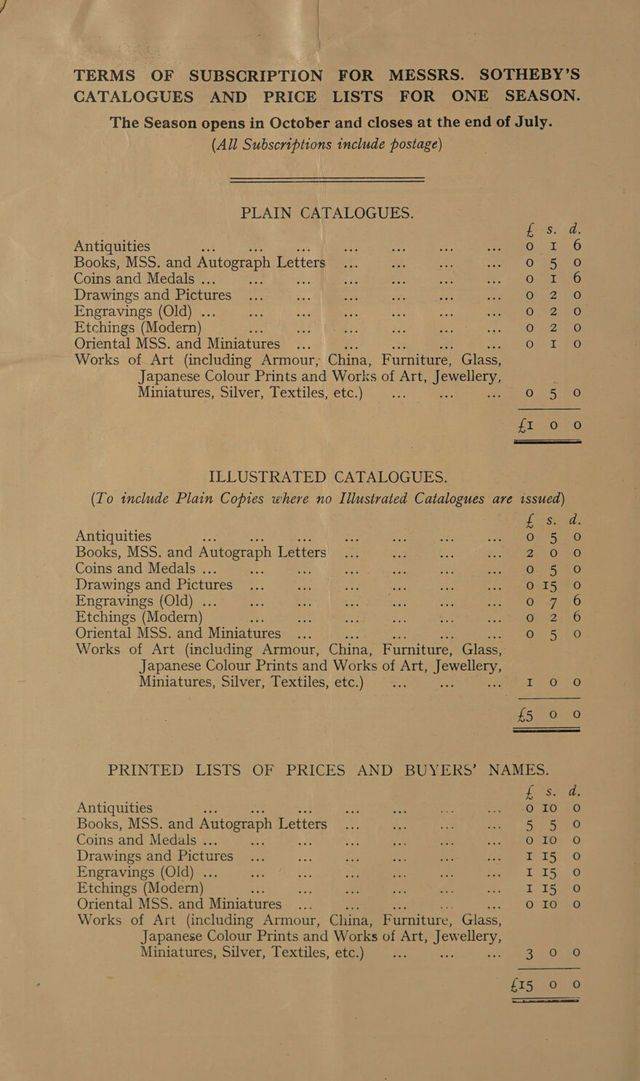 TERMS OF SUBSCRIPTION FOR MESSRS. SOTHEBY'S
CATALOGUES AND PRICE LISTS FOR ONE SEASON.
The Season opens in October and closes at the end of July.
(All Subscriptions include postage)
PLAIN CATALOGUES.
£ s. d.
Antiquities ... ... ... ... ... ... ... 0 1 6
Books, MSS. and Autograph Letters ... ... ... ... 0 5 0
Coins and Medals ... ... ... ... ... ... ... 0 1 6
Drawings and Pictures ... ... ... ... ... ... 0 2 0
Engravings (Old) ... ... ... ... ... ... ... 0 2 0
Etchings (Modern) ... ... ... ... ... ... 0 2 0
Oriental MSS. and Miniatures ... ... ... ... ... 0 1 0
Works of Art (including Armour, China, Furniture, Glass,
Japanese Colour Prints and Works of Art, Jewellery,
Miniatures, Silver, Textiles, etc.) ... ... ... 0 5 0
£1 0 0
ILLUSTRATED CATALOGUES.
(To include Plain Copies where no Illustrated Catalogues are issued)
£ s. d.
Antiquities ... ... ... ... ... ... ... 0 5 0
Books, MSS. and Autograph Letters ... ... ... ... 2 0 0
Coins and Medals ... ... ... ... ... ... ... 0 5 0
Drawings and Pictures ... ... ... ... ... ... 0 15 0
Engravings (Old) ... ... ... ... ... ... ... 0 7 6
Etchings (Modern) ... ... ... ... ... ... 0 2 6
Oriental MSS. and Miniatures ... ... ... ... ... 0 5 0
Works of Art (including Armour, China, Furniture, Glass,
Japanese Colour Prints and Works of Art, Jewellery,
Miniatures, Silver, Textiles, etc.) ... ... ... 1 0 0
£5 0 0
PRINTED LISTS OF PRICES AND BUYERS' NAMES.
£ s. d.
Antiquities ... ... ... ... ... ... ... 0 10 0
Books, MSS. and Autograph Letters ... ... ... ... 5 5 0
Coins and Medals ... ... ... ... ... ... ... 0 10 0
Drawings and Pictures ... ... ... ... ... ... 1 15 0
Engravings (Old) ... ... ... ... ... ... ... 1 15 0
Etchings (Modern) ... ... ... ... ... ... 1 15 0
Oriental MSS. and Miniatures ... ... ... ... ... 0 10 0
Works of Art (including Armour, China, Furniture, Glass,
Japanese Colour Prints and Works of Art, Jewellery,
Miniatures, Silver, Textiles, etc.) ... ... ... 3 0 0
£15 0 0